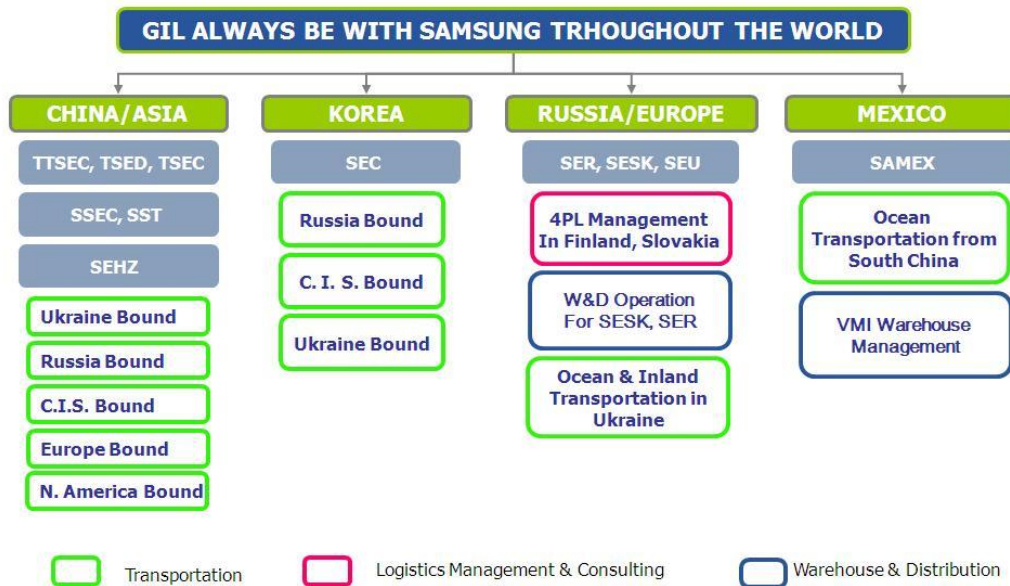 GIL ALWAYS BE WITH SAMSUNG TRHOUGHOUT THE WORLD
CHINA/ASIA
TTSEC, TSED, TSEC
SSEC, SST
SEHZ
Ukraine Bound
Russia Bound
C.I.S. Bound
Europe Bound
N. America Bound
KOREA
SEC
Russia Bound
C. I. S. Bound
Ukraine Bound
RUSSIA/EUROPE
SER, SESK, SEU
4PL Management
In Finland, Slovakia
W&D Operation
For SESK, SER
Ocean & Inland
Transportation in
Ukraine
MEXICO
SAMEX
Ocean
Transportation from
South China
VMI Warehouse
Management
Transportation
Logistics Management & Consulting
Warehouse & Distribution